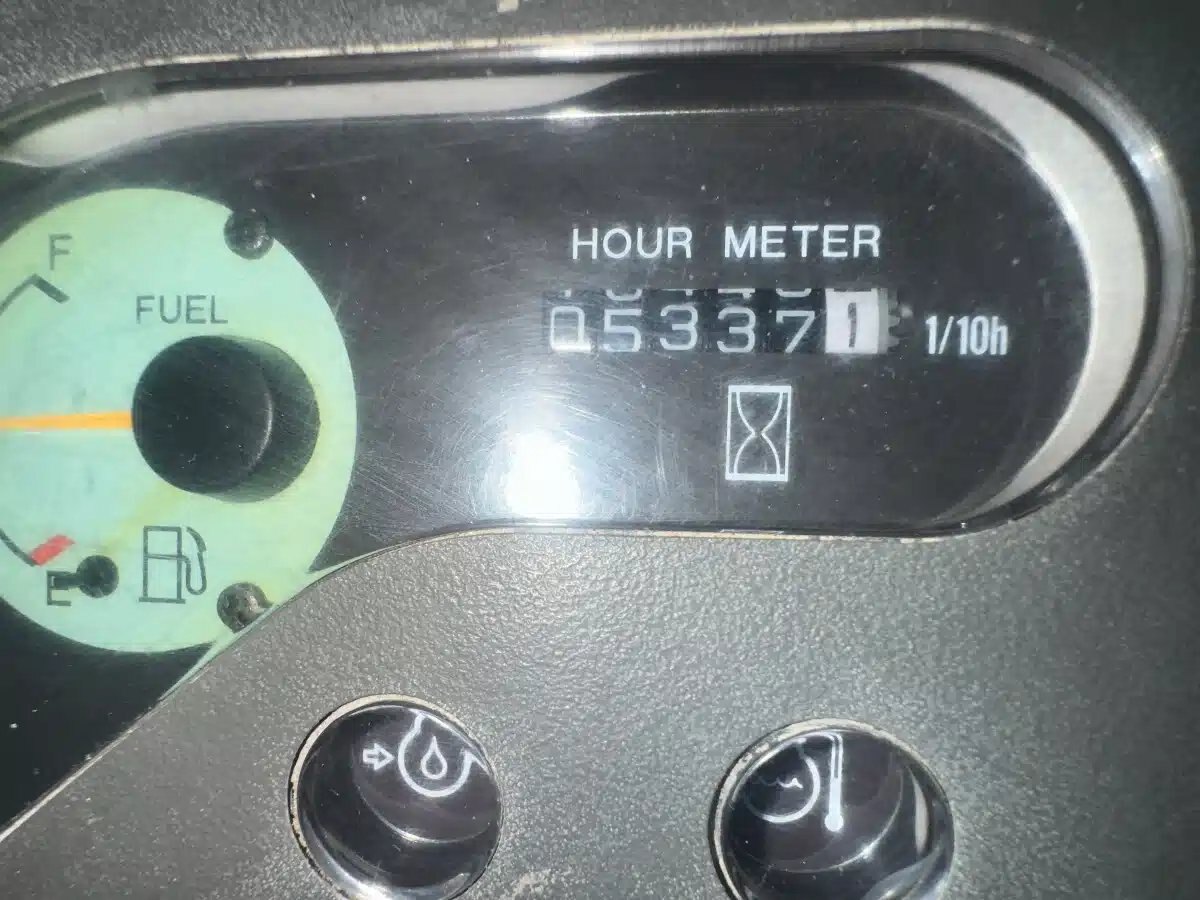 F
FUEL
E
HOUR METER
053371 1/10h